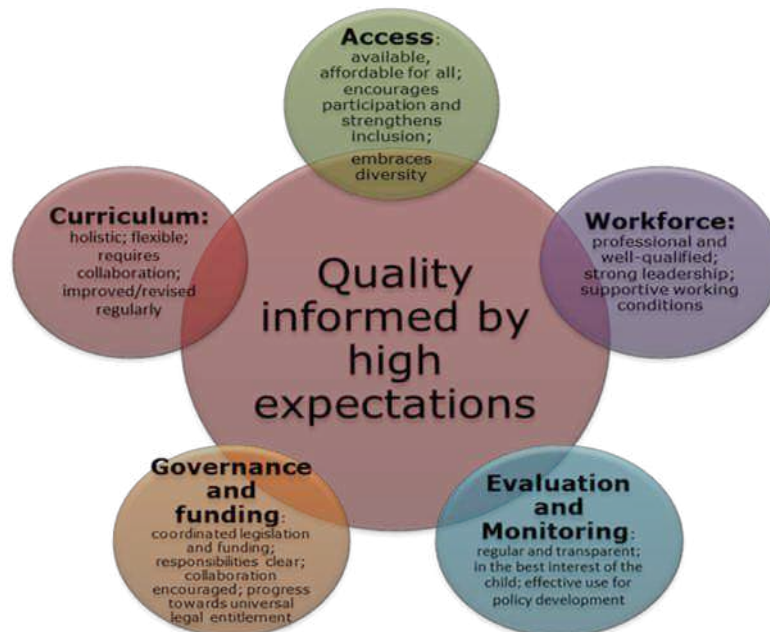 Access:
available,
affordable for all;
encourages
participation and
strengthens
inclusion;
embraces
diversity
Curriculum:
holistic; flexible;
requires
collaboration;
improved/revised
regularly
Workforce:
professional and
well-qualified;
strong leadership;
supportive working
conditions
Quality
informed by
high
expectations
Governance
and
funding:
coordinated legislation
and funding;
responsibilities clear;
collaboration
encouraged; progress
towards universal
legal entitlement
Evaluation
and
Monitoring:
regular and transparent;
in the best interest of the
child; effective use for
policy development